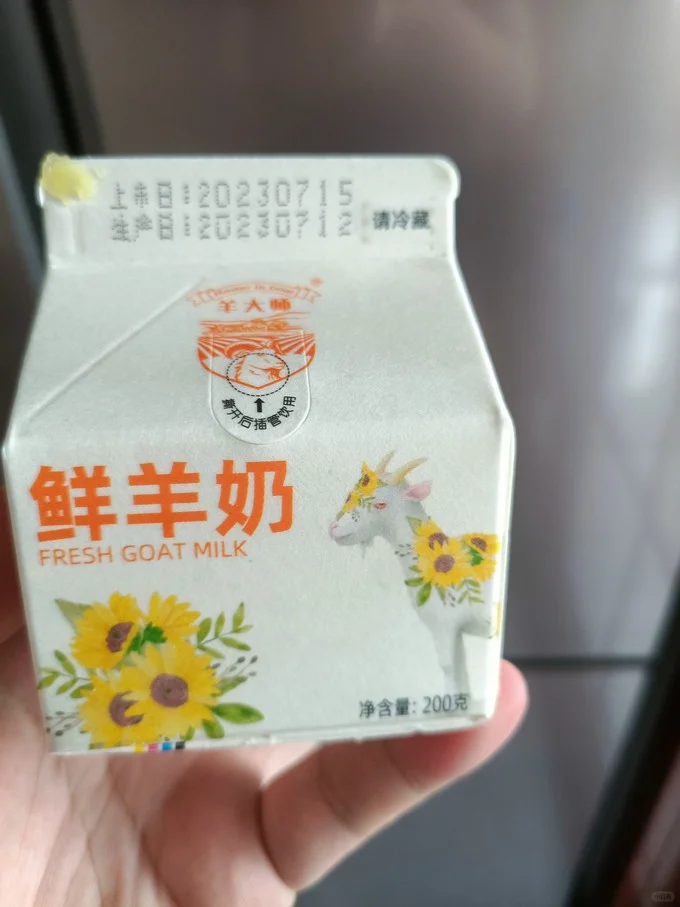 上市日:20230715
生产日:20230712
请冷藏
羊大师
®
撕开后插管饮用
鲜羊奶
FRESH GOAT MILK
净含量: 200克